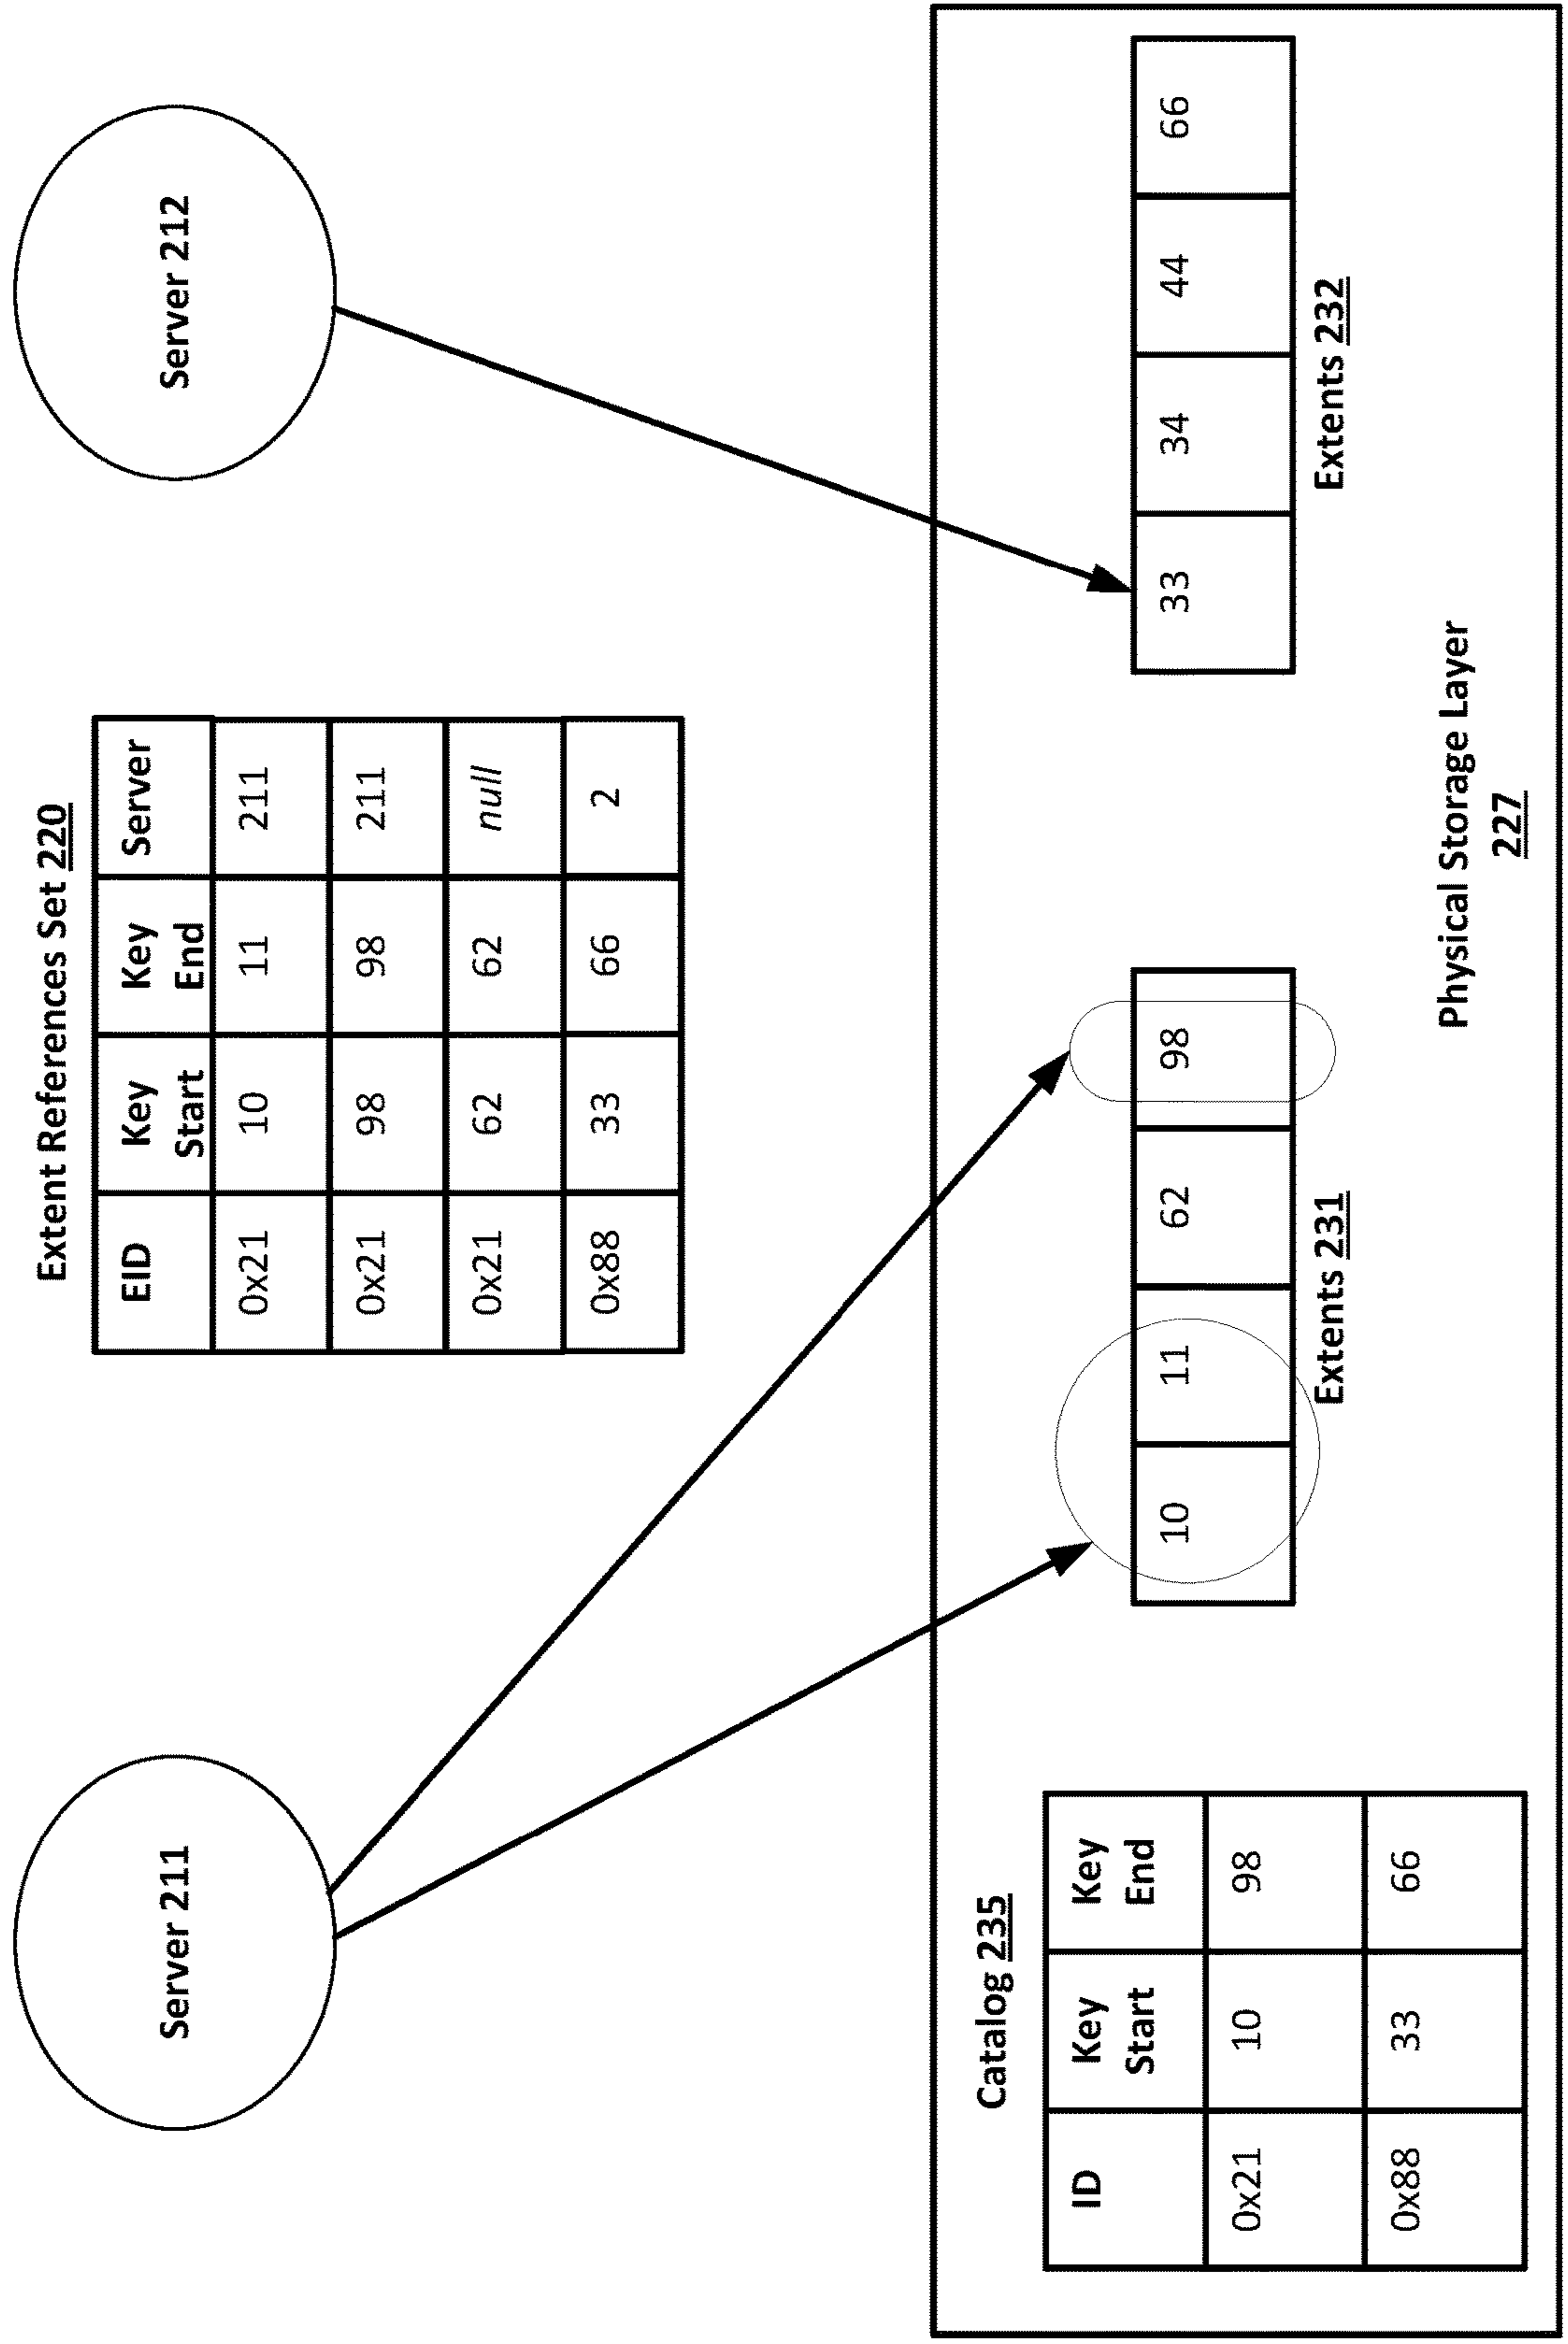 Server 211
Server 212
Extent References Set 220
EID Key Start Key End Server
0x21 10 11 211
0x21 98 98 211
0x21 62 62 null
0x88 33 66 2
Catalog 235
ID Key Start Key End
0x21 10 98
0x88 33 66
10 11 62 98
Extents 231
33 34 44 66
Extents 232
Physical Storage Layer
227